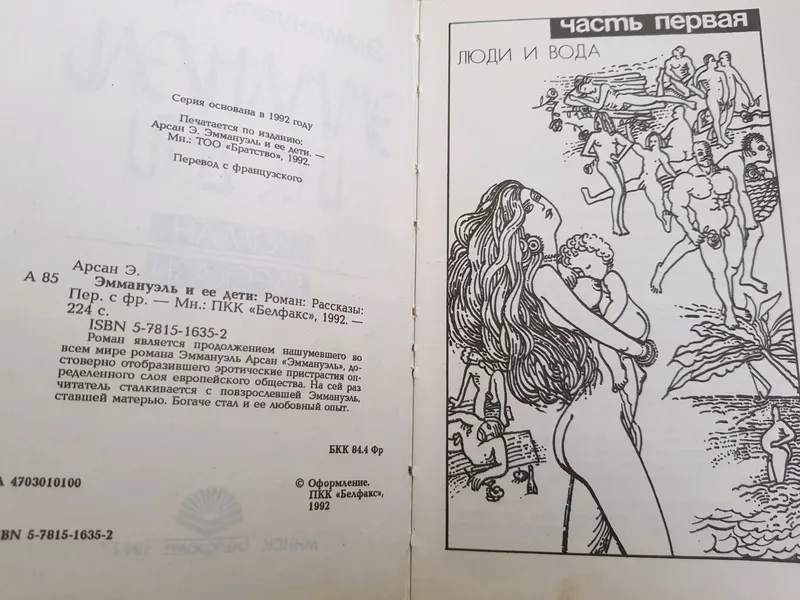 Серия основана в 1992 году
Печатается по изданию:
Арсан Э. Эммануэль и ее дети. —
Мн.: ТОО «Братство», 1992.
Перевод с французского
Арсан Э.
А 85 Эммануэль и ее дети: Роман: Рассказы:
Пер. с фр. — Мн.: ПКК «Белфакс», 1992. —
224 с.
ISBN 5-7815-1635-2
Роман является продолжением нашумевшего во
всем мире романа Эммануэль Арсан «Эммануэль», до-
стоверно отобразившего эротические пристрастия оп-
ределенного слоя европейского общества. На сей раз
читатель сталкивается с повзрослевшей Эммануэль,
ставшей матерью. Богаче стал и ее любовный опыт.
ББК 84.4 Фр
А 4703010100
© Оформление.
ПКК «Белфакс»,
1992
BN 5-7815-1635-2
часть первая
ЛЮДИ И ВОДА